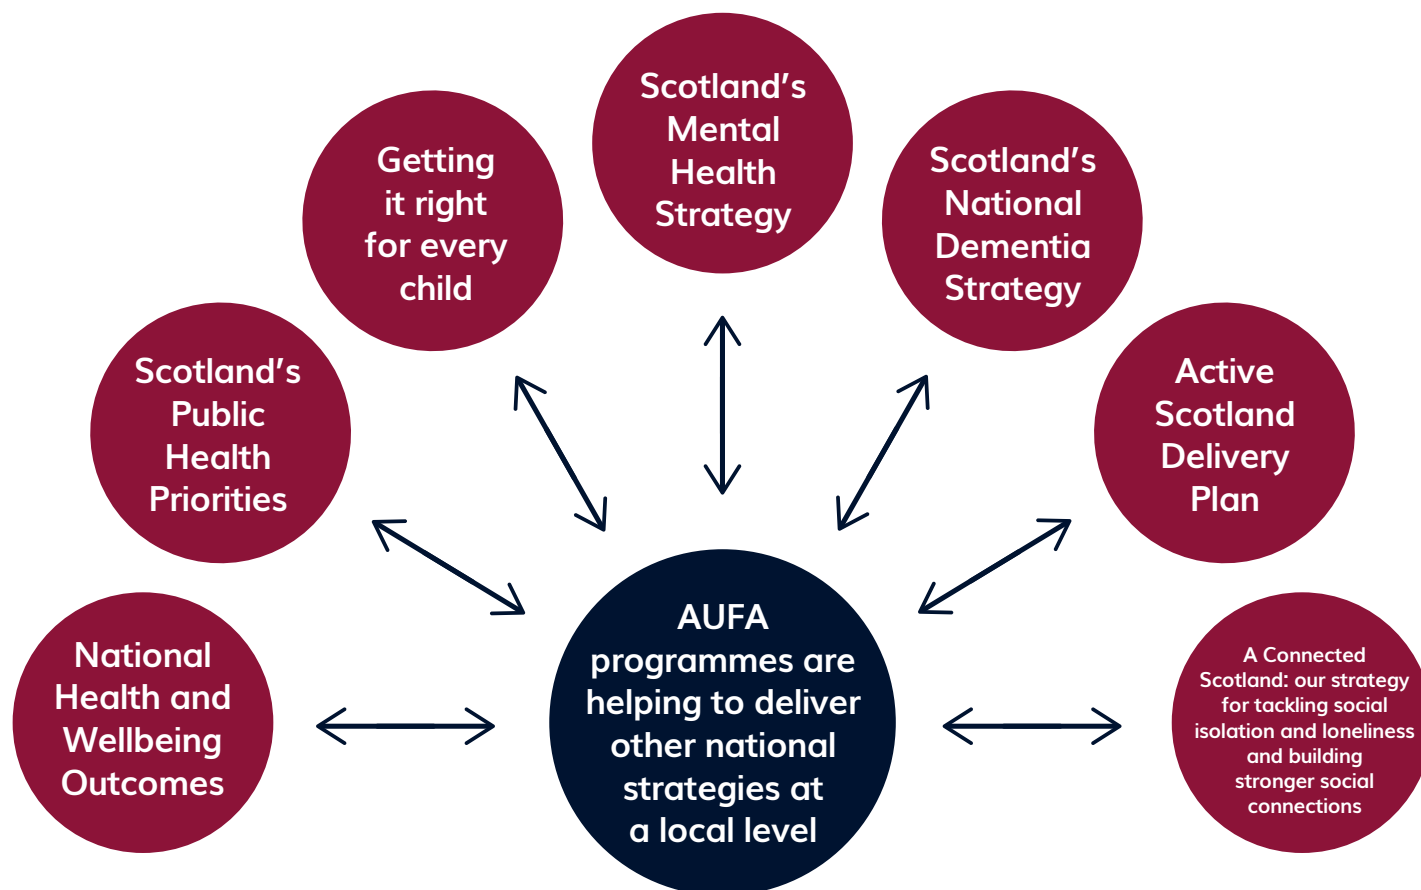 Scotland's
Mental
Health
Strategy
Getting
it right
for every
child
Scotland's
National
Dementia
Strategy
Scotland's
Public
Health
Priorities
Active
Scotland
Delivery
Plan
National
Health and
Wellbeing
Outcomes
AUFA
programmes are
helping to deliver
other national
strategies at
a local level
A Connected
Scotland: our strategy
for tackling social
isolation and loneliness
and building
stronger social
connections